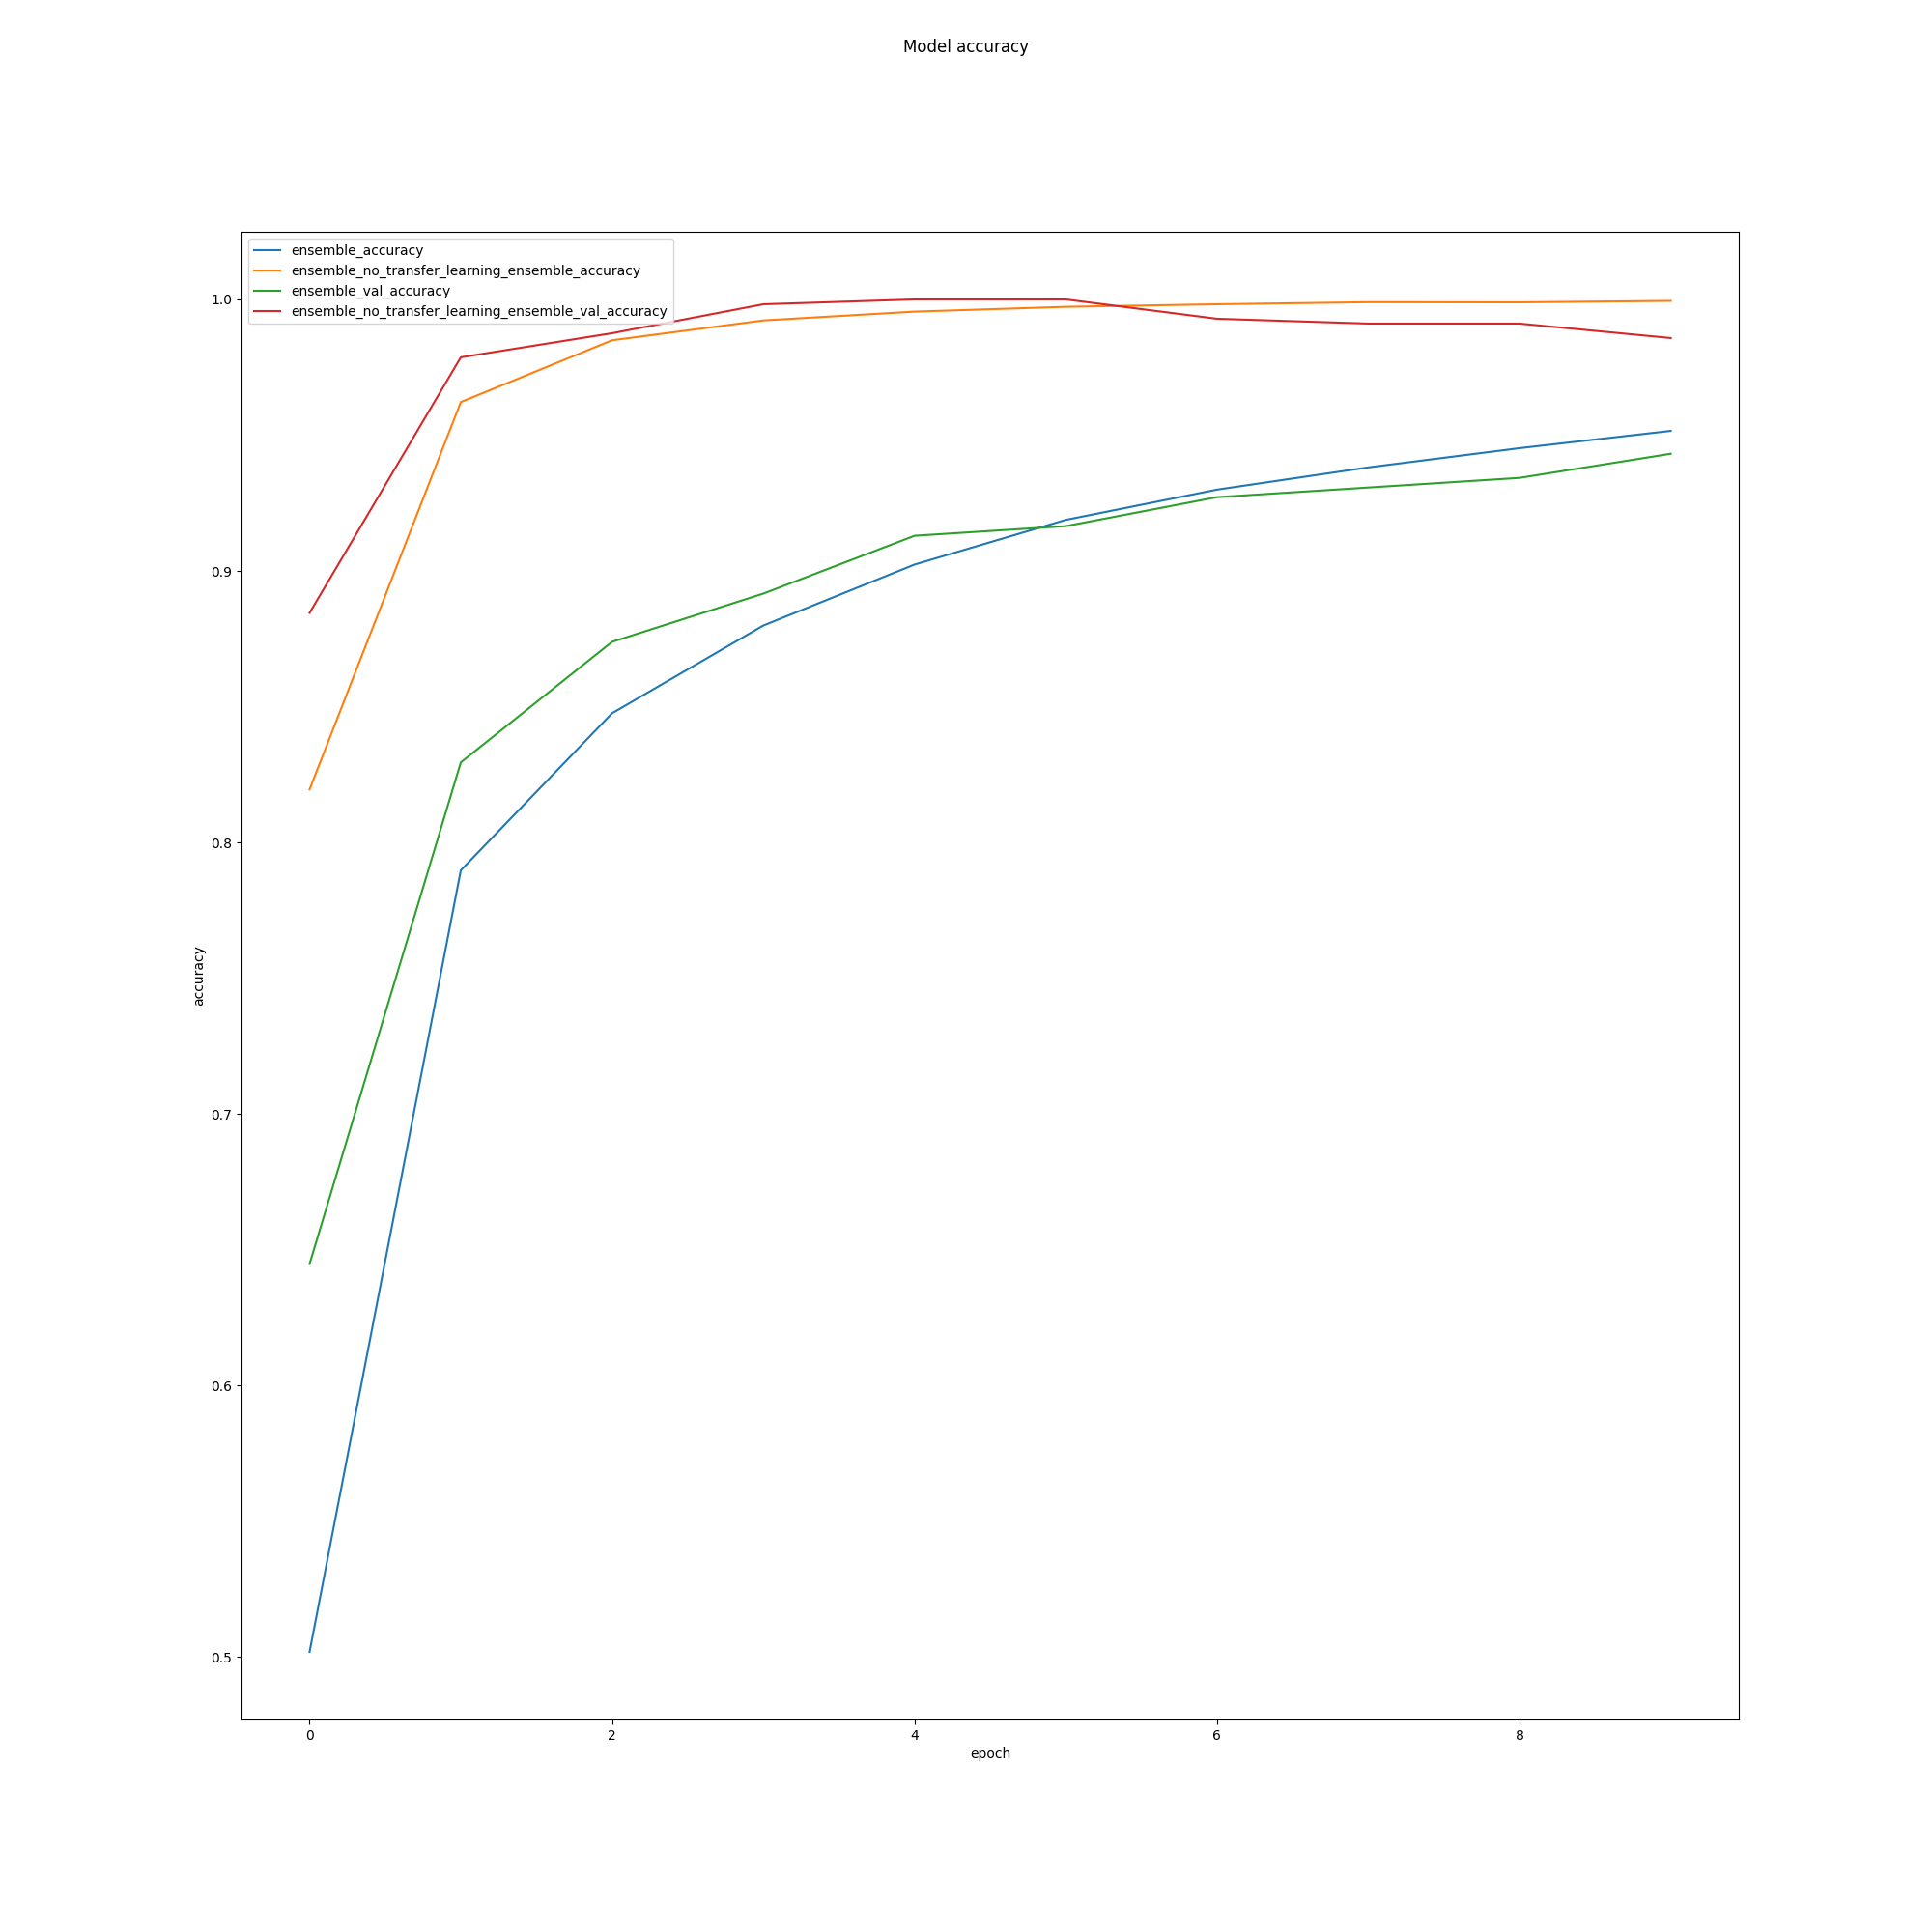 Model accuracy
ensemble_accuracy
ensemble_no_transfer_learning_ensemble_accuracy
ensemble_val_accuracy
ensemble_no_transfer_learning_ensemble_val_accuracy
1.0
0.9
0.8
0.7
0.6
0.5
accuracy
0 2 4 6 8
epoch